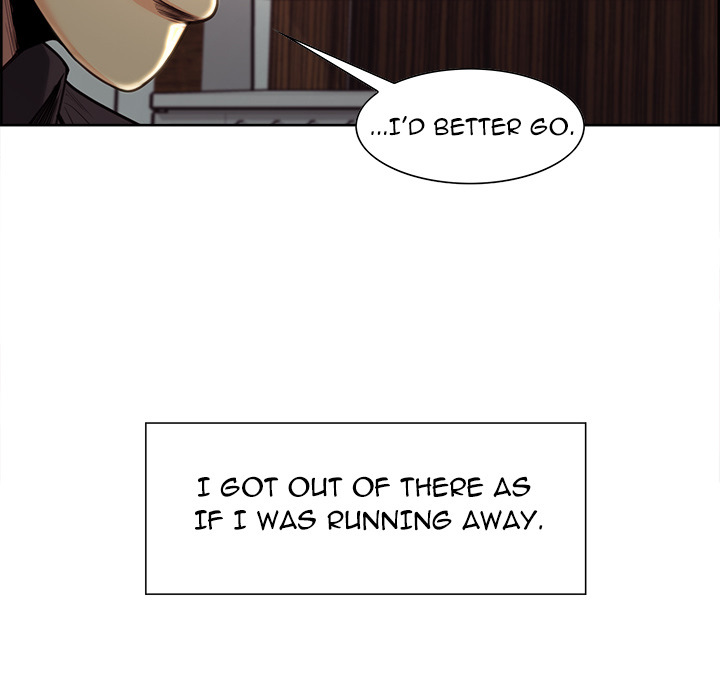 ...I'D BETTER GO.
I GOT OUT OF THERE AS
IF I WAS RUNNING AWAY.